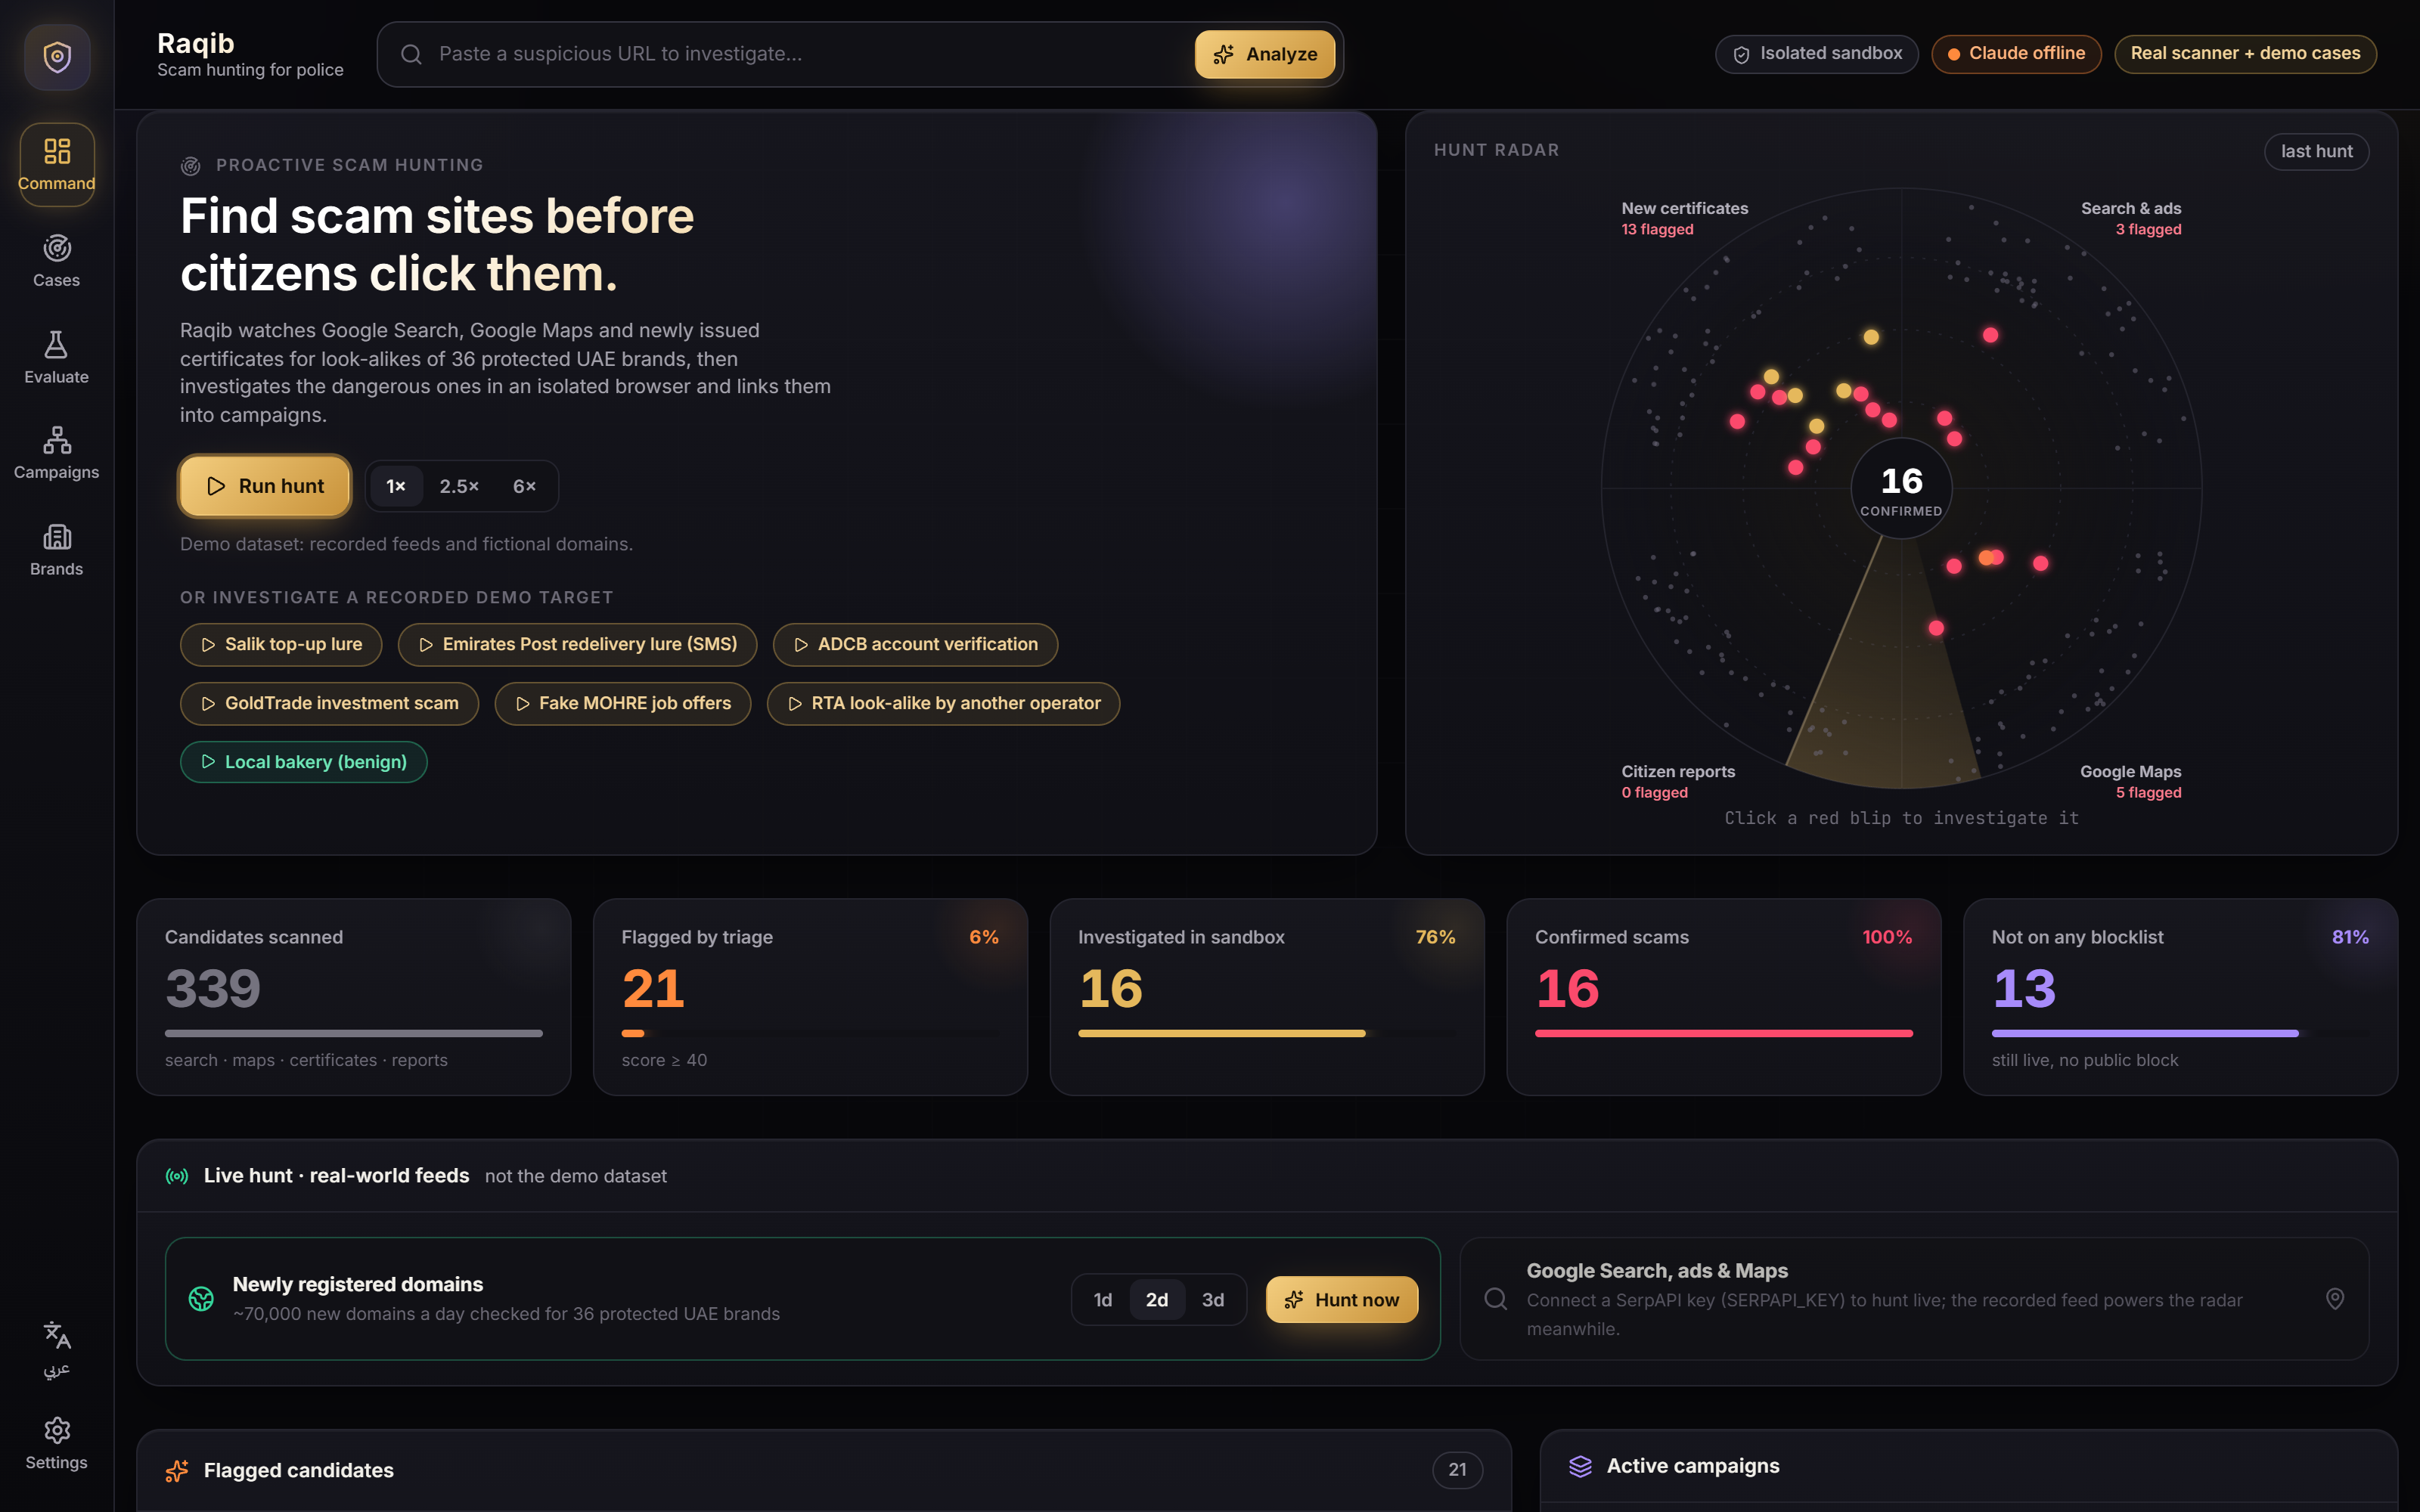 Raqib
Scam hunting for police
Paste a suspicious URL to investigate...
Analyze
Isolated sandbox
Claude offline
Real scanner + demo cases
Command
Cases
Evaluate
Campaigns
Brands
عربي
Settings
PROACTIVE SCAM HUNTING
Find scam sites before
citizens click them.
Raqib watches Google Search, Google Maps and newly issued
certificates for look-alikes of 36 protected UAE brands, then
investigates the dangerous ones in an isolated browser and links them
into campaigns.
Run hunt
1×
2.5×
6×
Demo dataset: recorded feeds and fictional domains.
OR INVESTIGATE A RECORDED DEMO TARGET
Salik top-up lure
Emirates Post redelivery lure (SMS)
ADCB account verification
GoldTrade investment scam
Fake MOHRE job offers
RTA look-alike by another operator
Local bakery (benign)
HUNT RADAR
last hunt
New certificates
13 flagged
Search & ads
3 flagged
16
CONFIRMED
Citizen reports
0 flagged
Google Maps
5 flagged
Click a red blip to investigate it
Candidates scanned
339
search · maps · certificates · reports
Flagged by triage
6%
21
score ≥ 40
Investigated in sandbox
76%
16
Confirmed scams
100%
16
Not on any blocklist
81%
13
still live, no public block
Live hunt · real-world feeds
not the demo dataset
Newly registered domains
~70,000 new domains a day checked for 36 protected UAE brands
1d
2d
3d
Hunt now
Google Search, ads & Maps
Connect a SerpAPI key (SERPAPI_KEY) to hunt live; the recorded feed powers the radar
meanwhile.
Flagged candidates
21
Active campaigns